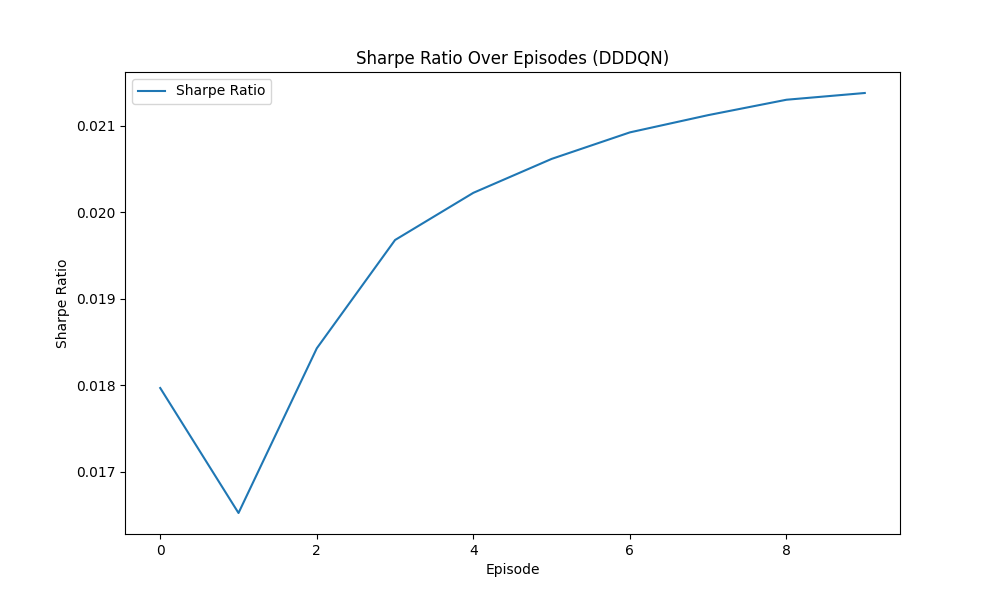 Sharpe Ratio Over Episodes (DDDQN)
Sharpe Ratio
0.021
0.020
0.019
0.018
0.017
Sharpe Ratio
0 2 4 6 8
Episode